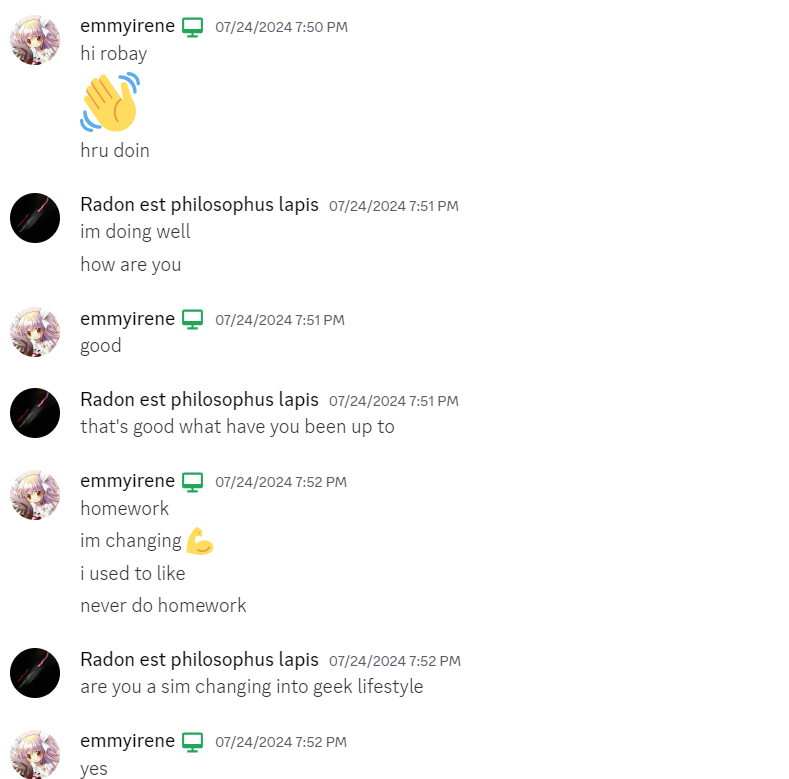 emmyirene 07/24/2024 7:50 PM
hi robay
hru doin
Radon est philosophus lapis 07/24/2024 7:51 PM
im doing well
how are you
emmyirene 07/24/2024 7:51 PM
good
Radon est philosophus lapis 07/24/2024 7:51 PM
that's good what have you been up to
emmyirene 07/24/2024 7:52 PM
homework
im changing 💪
i used to like
never do homework
Radon est philosophus lapis 07/24/2024 7:52 PM
are you a sim changing into geek lifestyle
emmyirene 07/24/2024 7:52 PM
yes